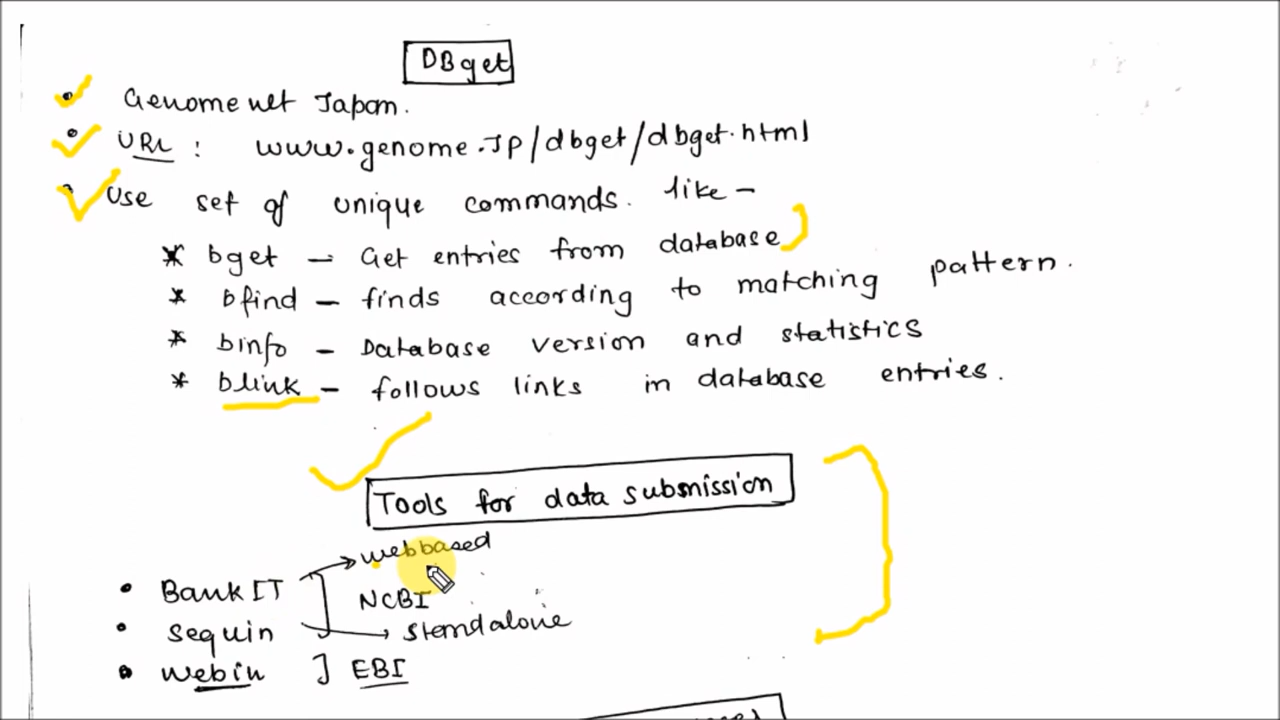 DBget
• Genomenet Japan.
• URL : www.genome.JP/dbget/dbget.html
• Use set of unique commands. like -
* bget - Get entries from database
* bfind - finds according to matching pattern.
* binfo - Database version and statistics
* blink - follows links in database entries.
Tools for data submission
webbased
• BankIT
NCBI
• Sequin
standalone
• Webin ] EBI